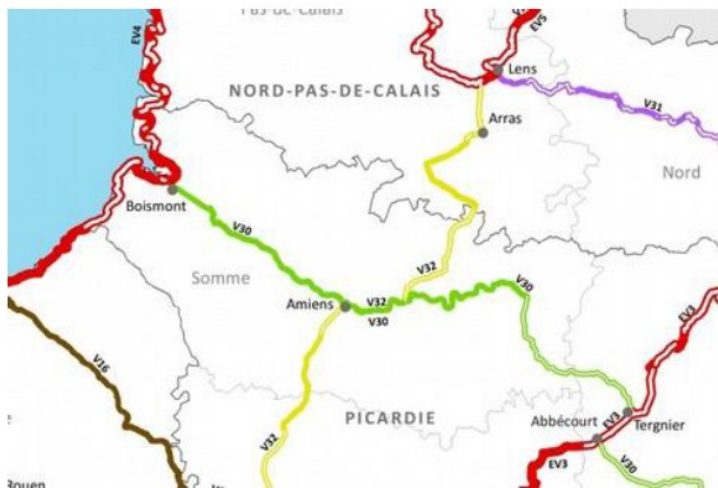 Pas-de-Calais
EV4
EV5
Lens
NORD-PAS-DE-CALAIS
V31
Arras
Nord
Boismont
V30
Somme
V32
V30
Amiens
V32
V30
EV3
V16
PICARDIE
Abbécourt
EV3
Tergnier
V32
EV3
V30
Rouen